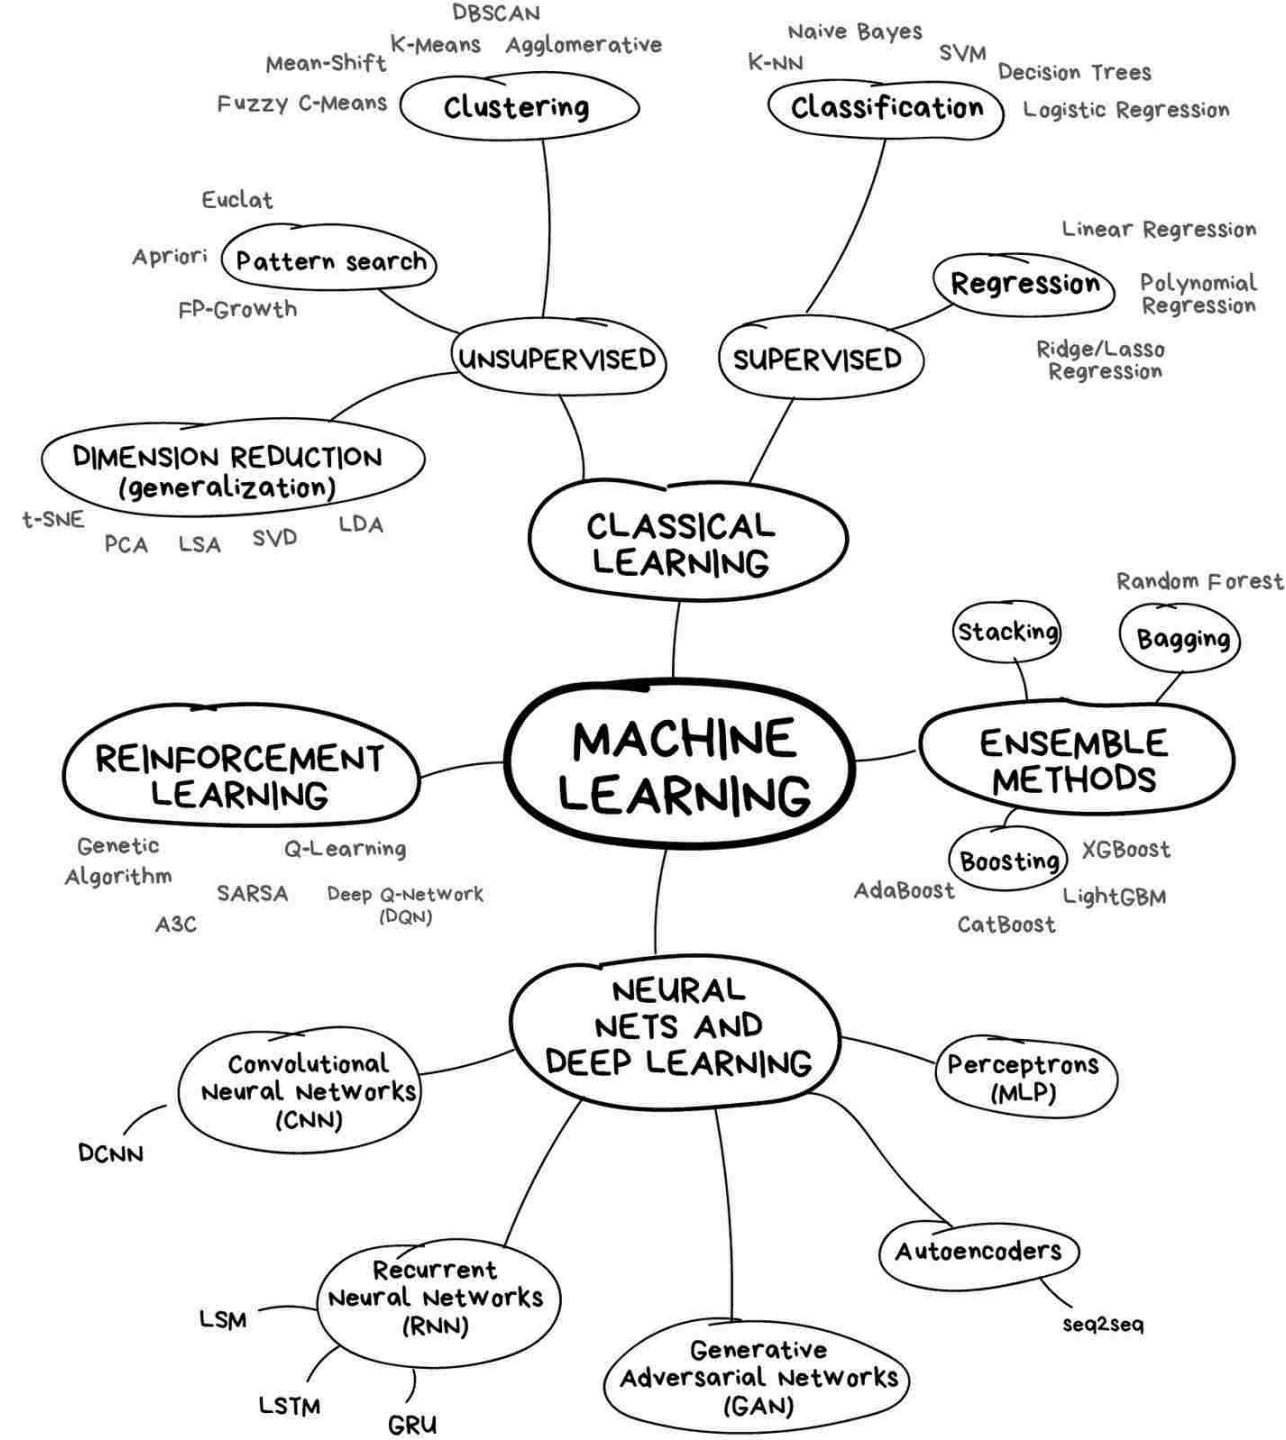 DBSCAN
K-Means
Agglomerative
Mean-Shift
Fuzzy C-Means
Clustering
Naive Bayes
K-NN
SVM
Decision Trees
Classification
Logistic Regression
Euclat
Apriori
Pattern search
FP-Growth
Linear Regression
Regression
Polynomial
Regression
Ridge/Lasso
Regression
UNSUPERVISED
SUPERVISED
DIMENSION REDUCTION
(generalization)
t-SNE
PCA
LSA
SVD
LDA
CLASSICAL
LEARNING
Random Forest
Stacking
Bagging
MACHINE
LEARNING
REINFORCEMENT
LEARNING
ENSEMBLE
METHODS
Genetic
Algorithm
Q-Learning
SARSA
Deep Q-Network
(DQN)
A3C
Boosting
XGBoost
AdaBoost
LightGBM
CatBoost
NEURAL
NETS AND
DEEP LEARNING
Convolutional
Neural Networks
(CNN)
DCNN
Perceptrons
(MLP)
Autoencoders
seq2seq
Recurrent
Neural Networks
(RNN)
LSM
LSTM
GRU
Generative
Adversarial Networks
(GAN)